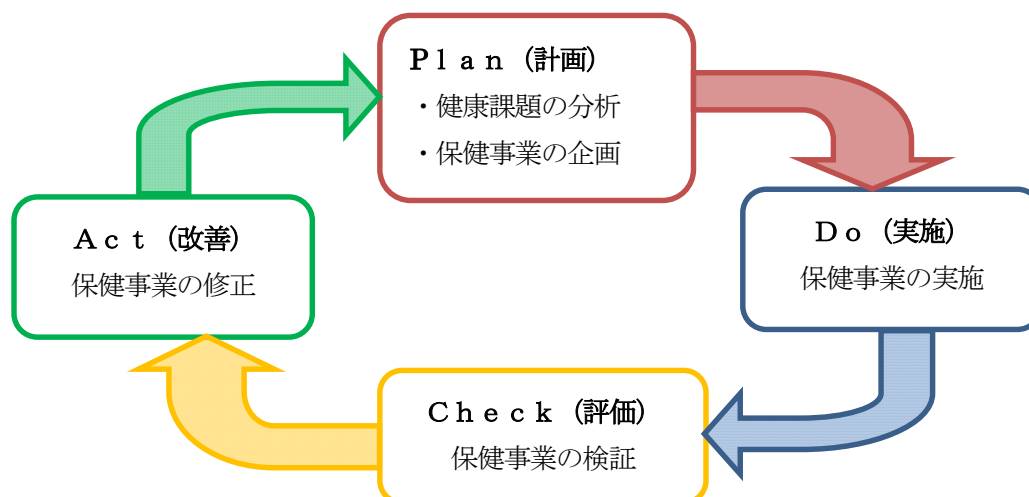 Ｐｌａｎ（計画）
・健康課題の分析
・保健事業の企画
Ｄｏ（実施）
保健事業の実施
Ｃｈｅｃｋ（評価）
保健事業の検証
Ａｃｔ（改善）
保健事業の修正